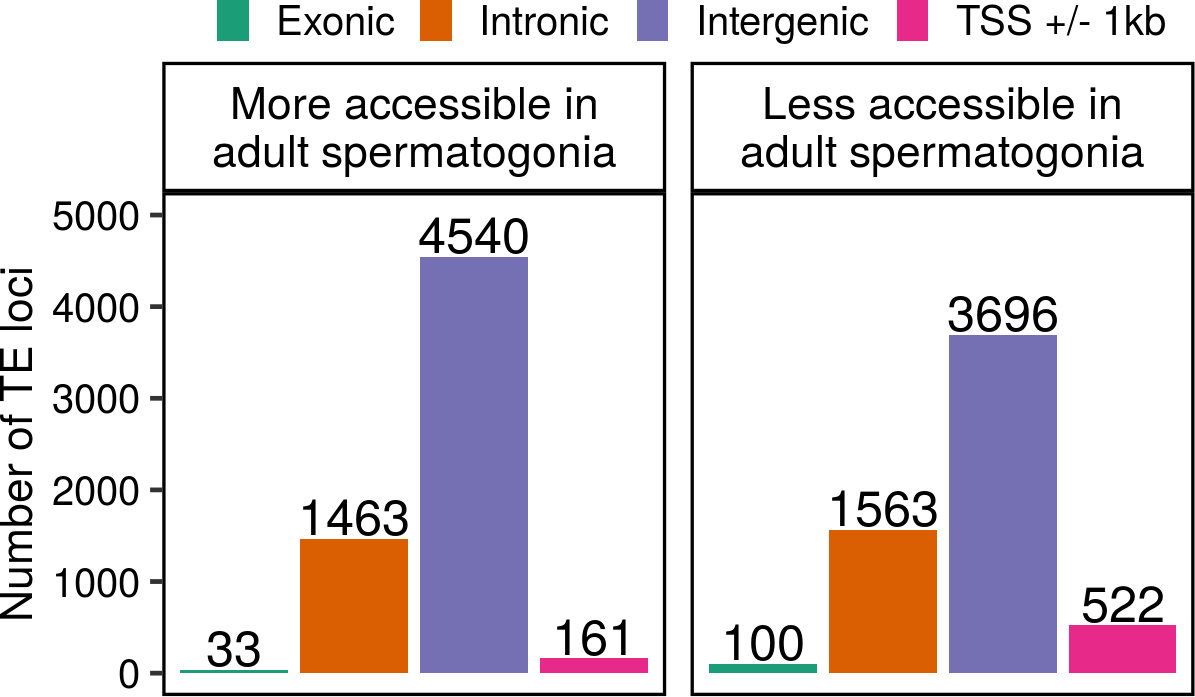 Exonic Intronic Intergenic TSS +/- 1kb
More accessible in
adult spermatogonia
Less accessible in
adult spermatogonia
Number of TE loci
5000
4000
3000
2000
1000
0
33
1463
4540
161
100
1563
3696
522